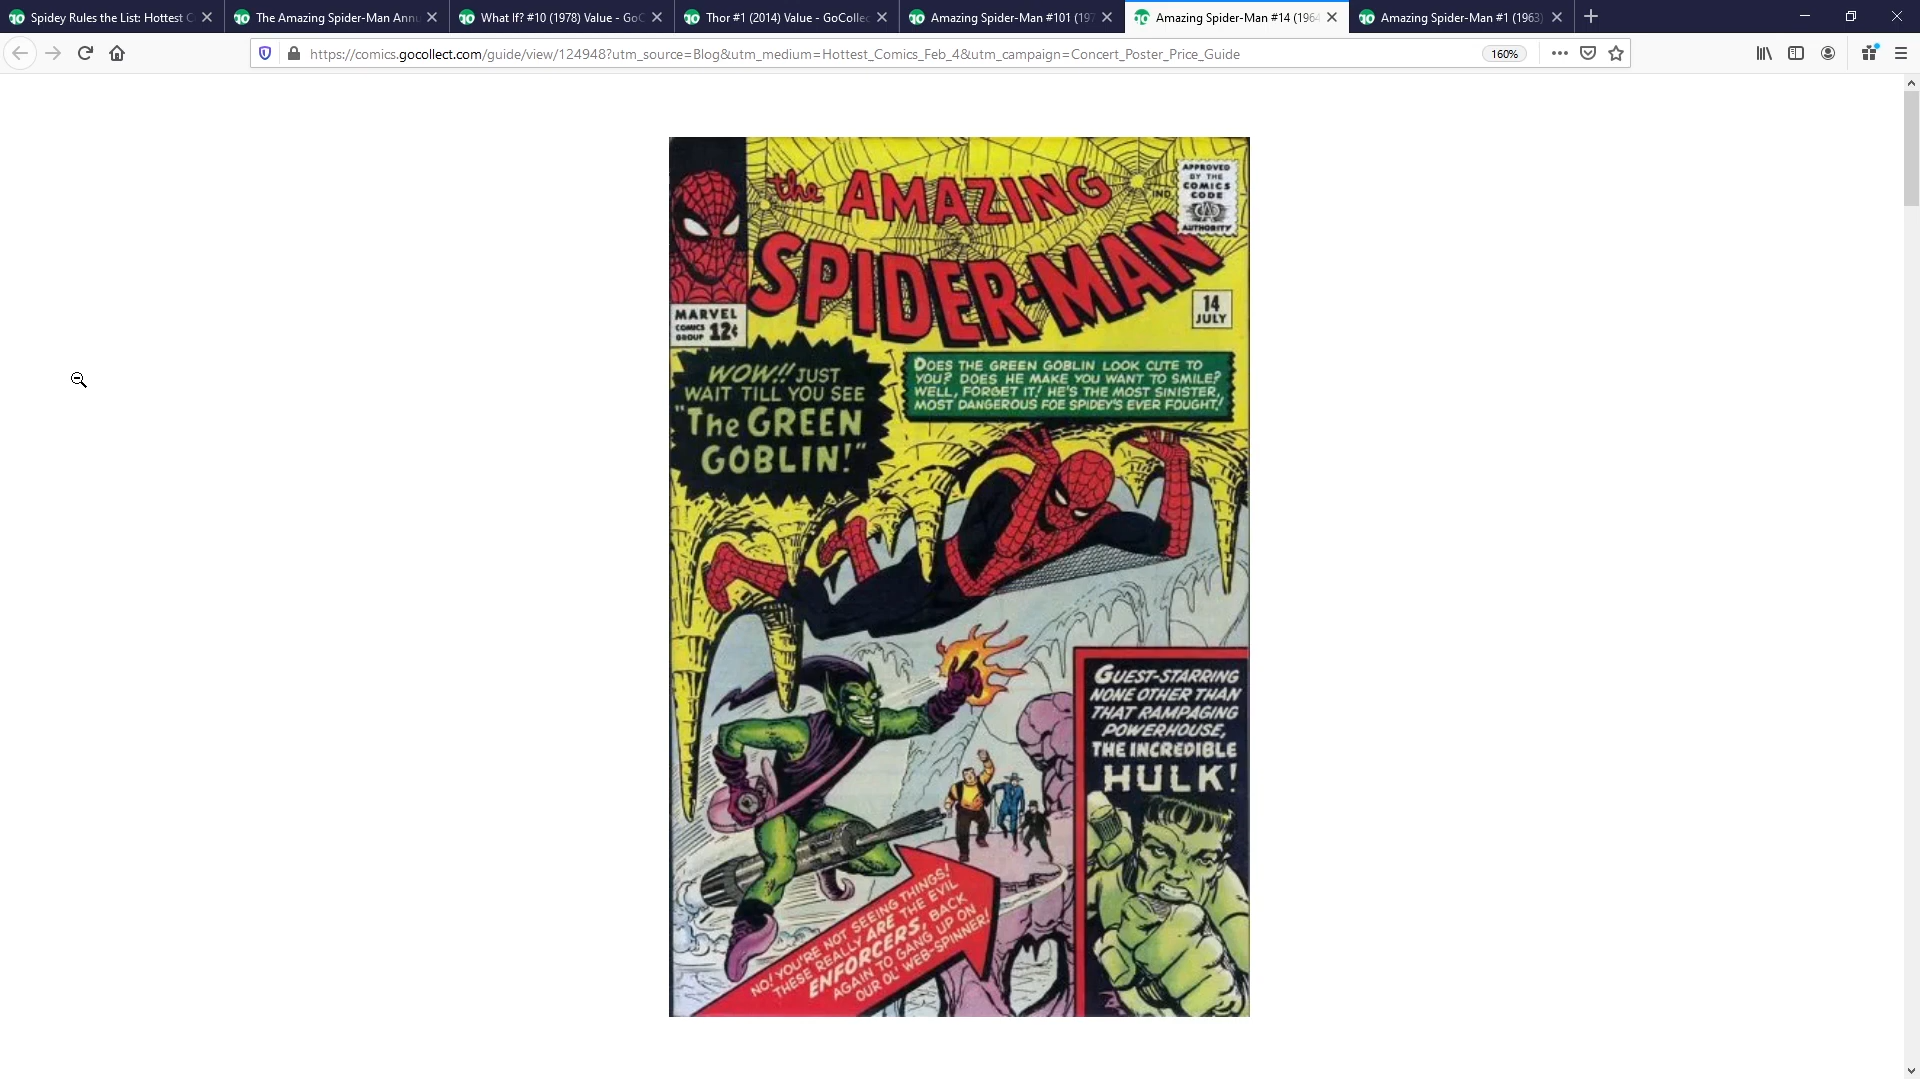 Spidey Rules the List: Hottest C
The Amazing Spider-Man Annu
What If? #10 (1978) Value - GoC
Thor #1 (2014) Value - GoCollec
Amazing Spider-Man #101 (197
Amazing Spider-Man #14 (1964
Amazing Spider-Man #1 (1963)
https://comics.gocollect.com/guide/view/124948?utm_source=Blog&utm_medium=Hottest_Comics_Feb_4&utm_campaign=Concert_Poster_Price_Guide
160%
the AMAZING
SPIDER-MAN
IND.
APPROVED
BY THE
COMICS
CODE
AUTHORITY
MARVEL
COMICS
GROUP 12¢
14
JULY
WOW!! JUST
WAIT TILL YOU SEE
"The GREEN
GOBLIN!"
DOES THE GREEN GOBLIN LOOK CUTE TO
YOU? DOES HE MAKE YOU WANT TO SMILE?
WELL, FORGET IT! HE'S THE MOST SINISTER,
MOST DANGEROUS FOE SPIDEY'S EVER FOUGHT!
GUEST-STARRING
NONE OTHER THAN
THAT RAMPAGING
POWERHOUSE,
THE INCREDIBLE
HULK!
NO! YOU'RE NOT SEEING THINGS!
THESE REALLY ARE THE EVIL
ENFORCERS, BACK
AGAIN TO GANG UP ON
OUR OL' WEB-SPINNER!